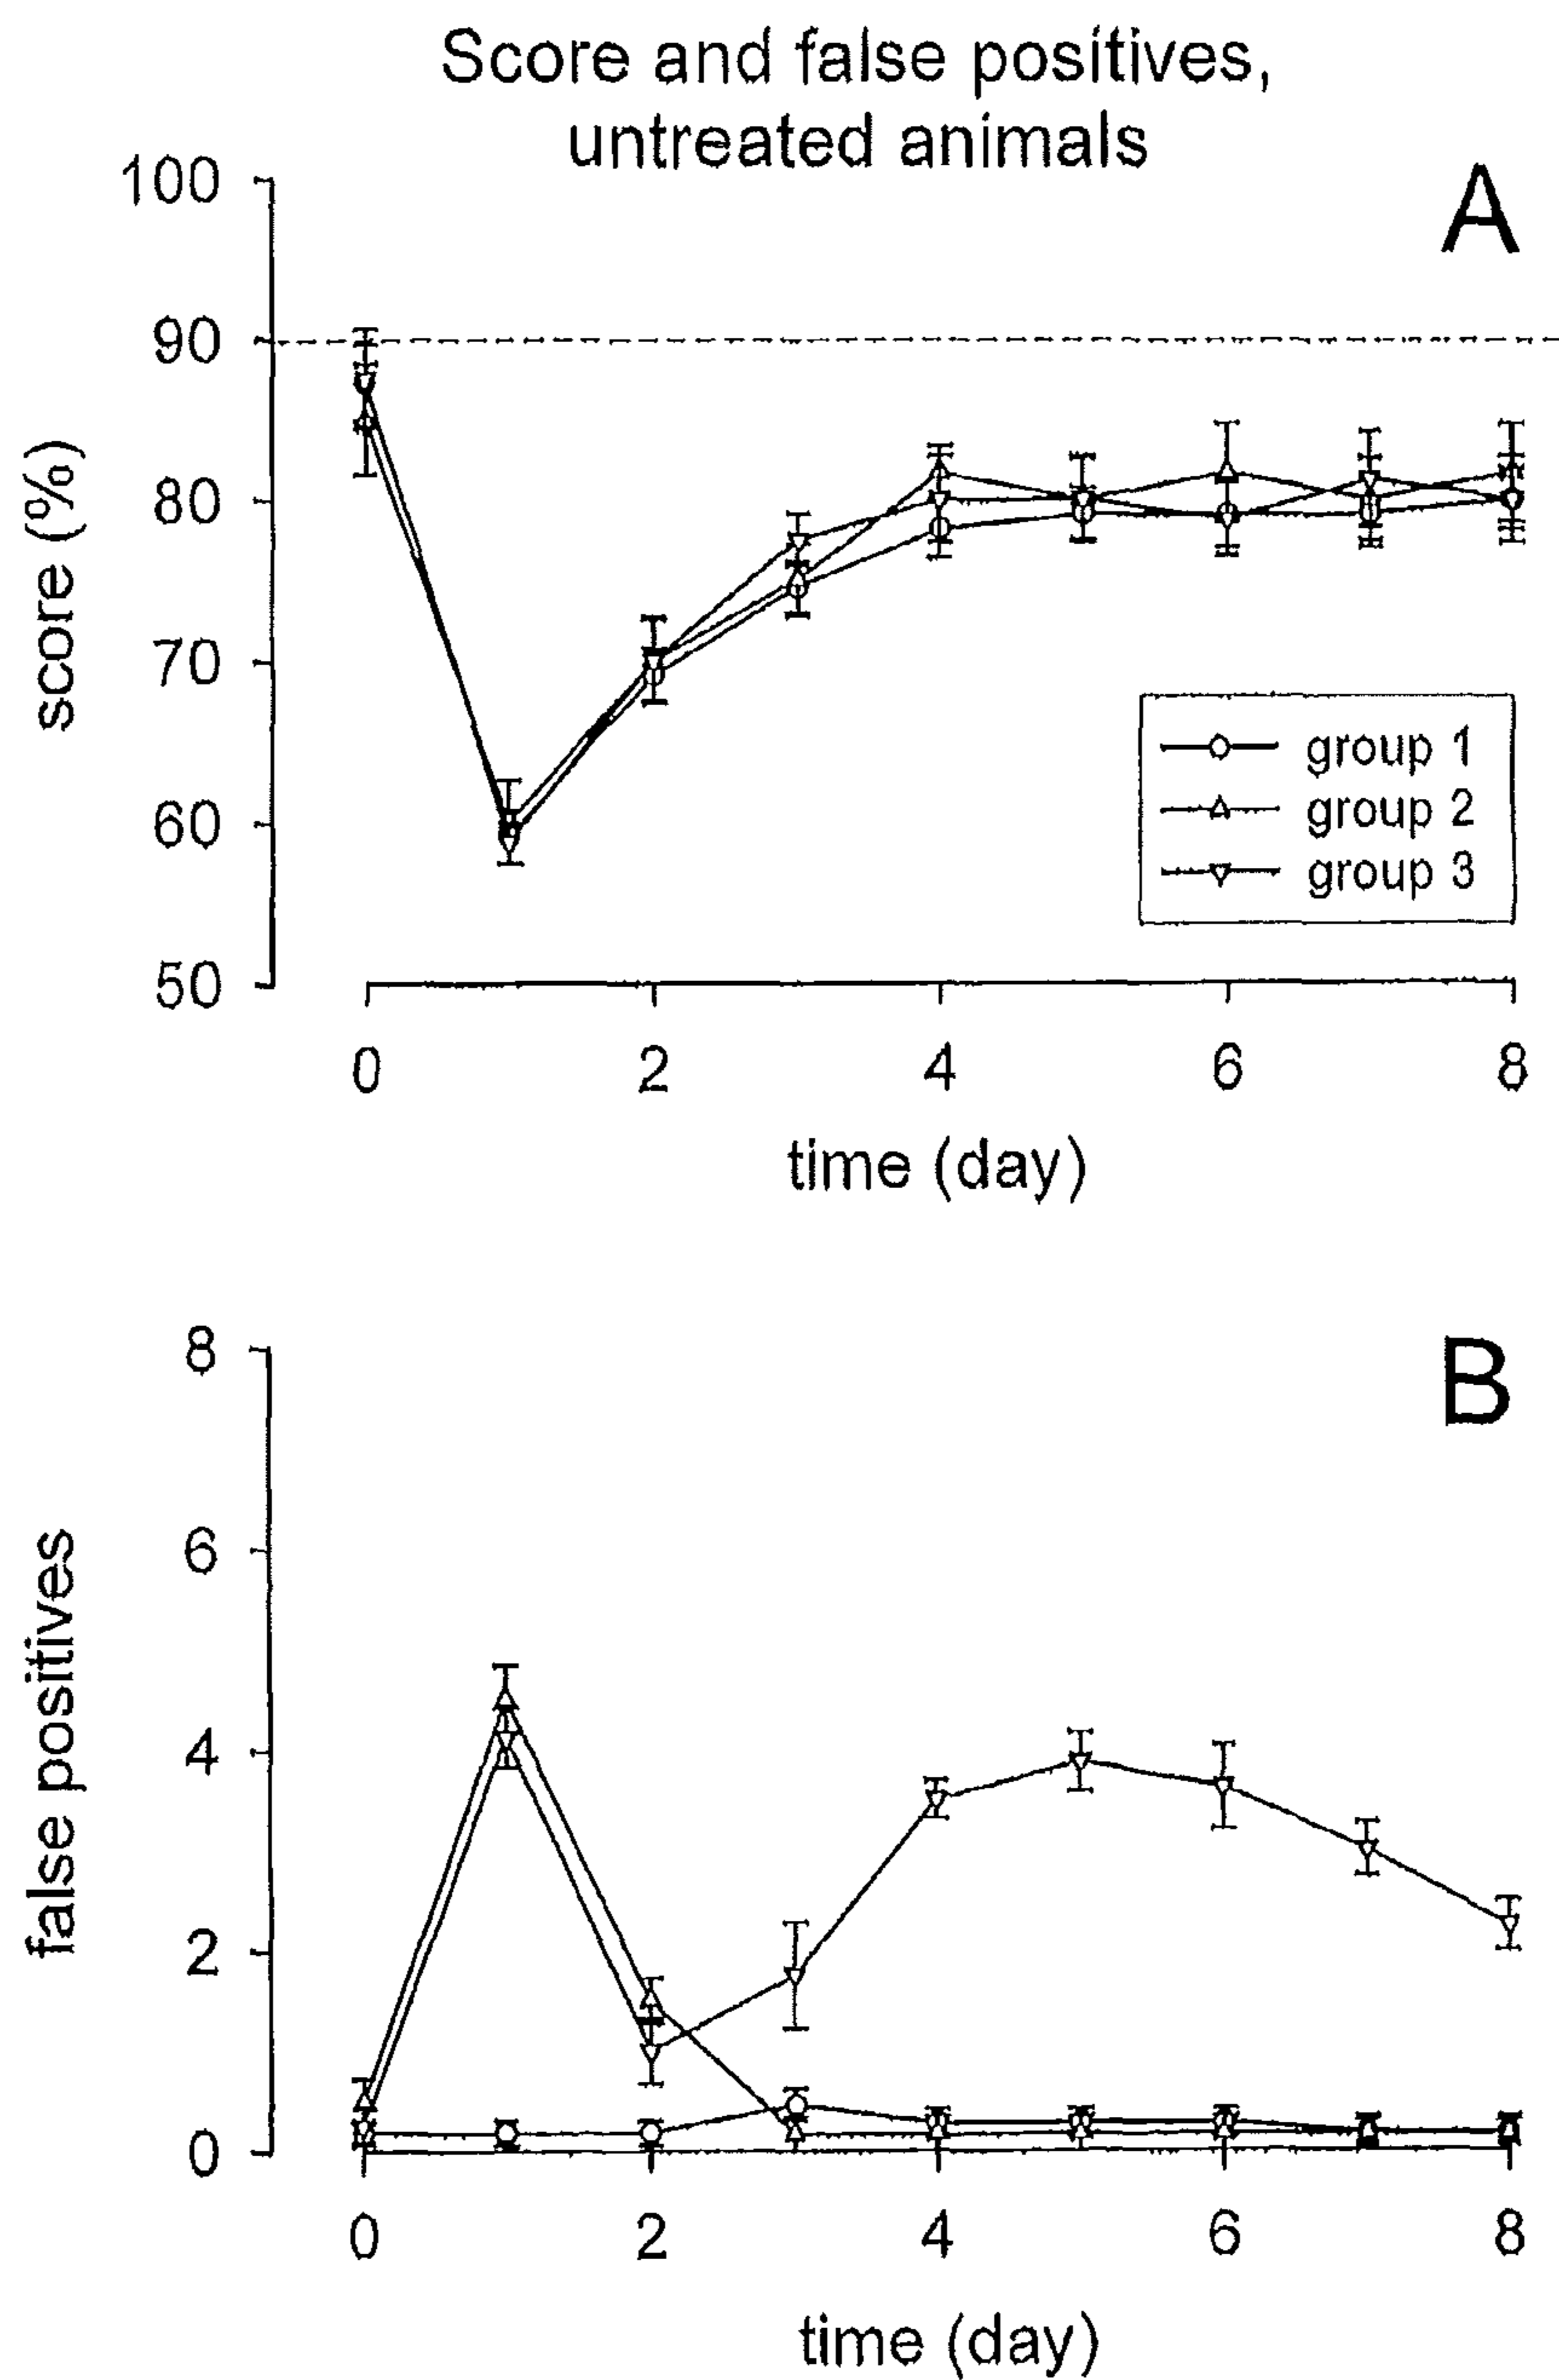 Score and false positives,
untreated animals
A
100
90
80
70
60
50
score (%)
group 1
group 2
group 3
0 2 4 6 8
time (day)
B
8
6
4
2
0
false positives
0 2 4 6 8
time (day)